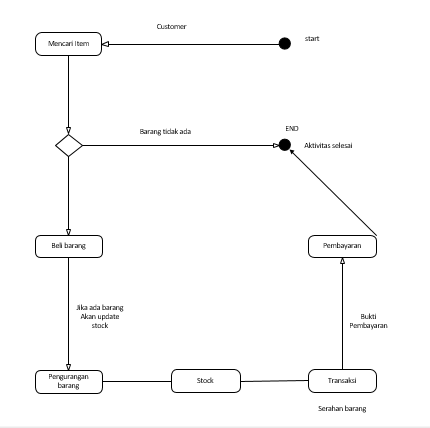 Customer
start
Mencari Item
END
Barang tidak ada
Aktivitas selesai
Beli barang
Pembayaran
Jika ada barang
Akan update
stock
Bukti
Pembayaran
Pengurangan
barang
Stock
Transaksi
Serahan barang